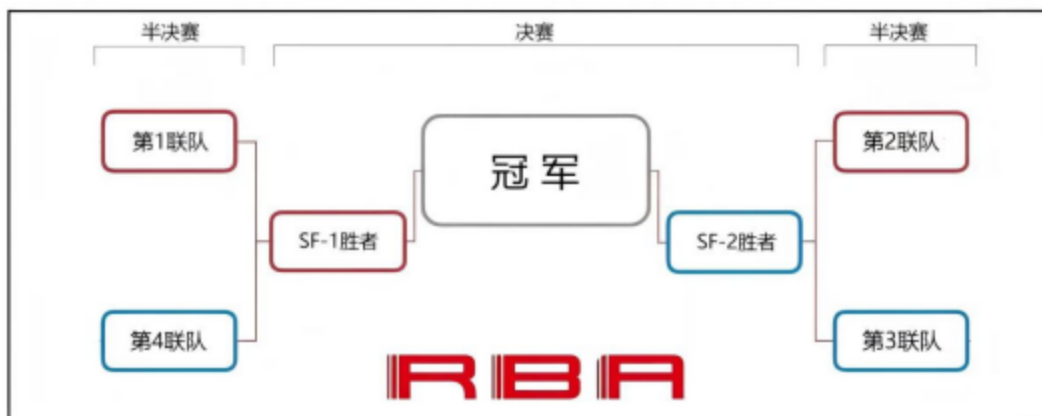 半决赛
决赛
半决赛
第1联队
冠军
第2联队
SF-1胜者
SF-2胜者
第4联队
第3联队
RBA